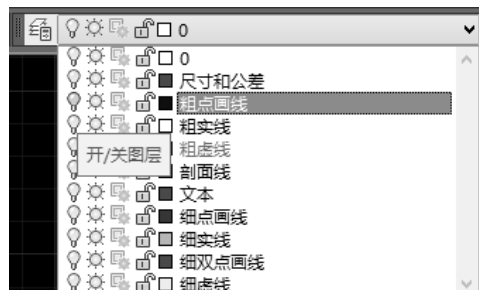 0
0
尺寸和公差
粗点画线
粗实线
粗虚线
开/关图层
剖面线
文本
细点画线
细实线
细双点画线
细虚线